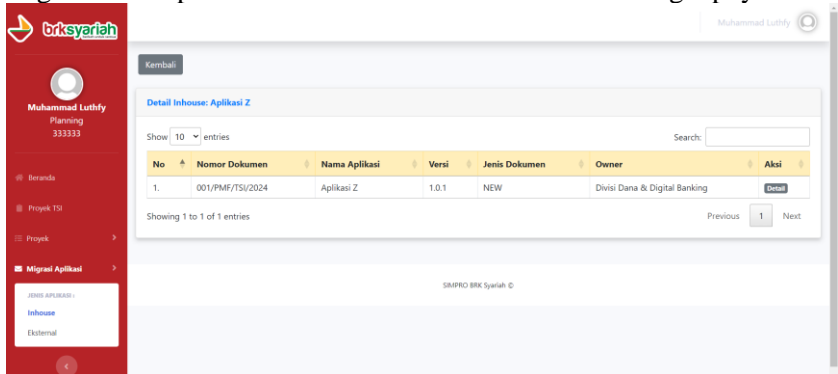 brksyariah
Muhammad Luthfy
Kembali
Muhammad Luthfy
Planning
333333
Detail Inhouse: Aplikasi Z
Show 10 entries
Search:
No Nomor Dokumen Nama Aplikasi Versi Jenis Dokumen Owner Aksi
1. 001/PMF/TSI/2024 Aplikasi Z 1.0.1 NEW Divisi Dana & Digital Banking Detail
Showing 1 to 1 of 1 entries
Previous 1 Next
Beranda
Proyek TSI
Proyek
Migrasi Aplikasi
JENIS APLIKASI :
Inhouse
Eksternal
SIMPRO BRK Syariah ©